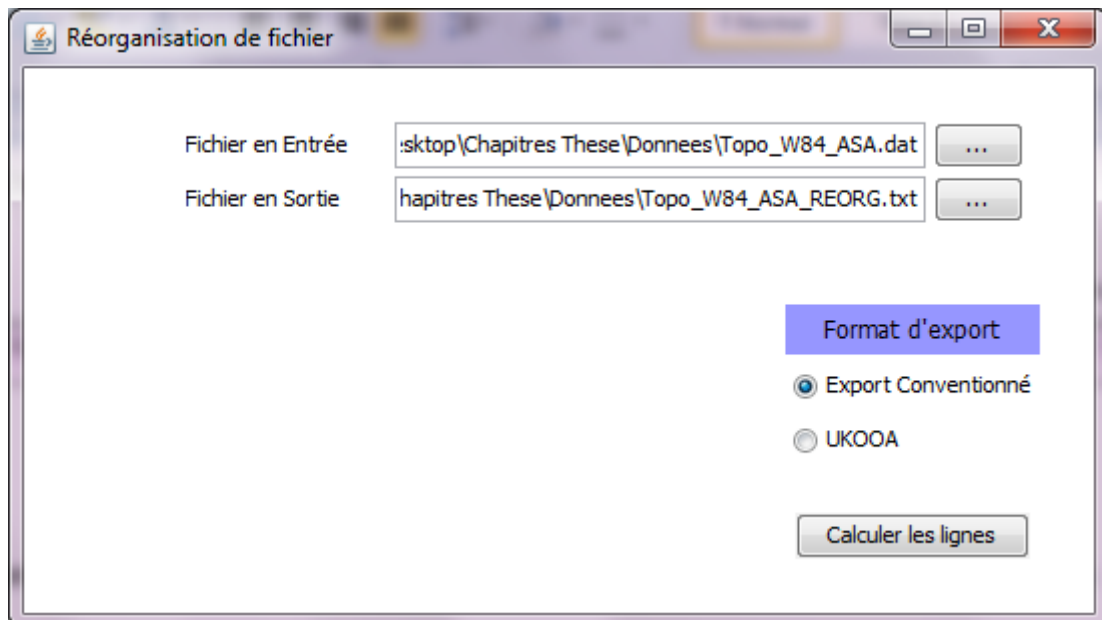 Réorganisation de fichier
Fichier en Entrée :sktop\Chapitres These\Donnees\Topo_W84_ASA.dat ...
Fichier en Sortie hapitres These\Donnees\Topo_W84_ASA_REORG.txt ...
Format d'export
Export Conventionné
UKOOA
Calculer les lignes